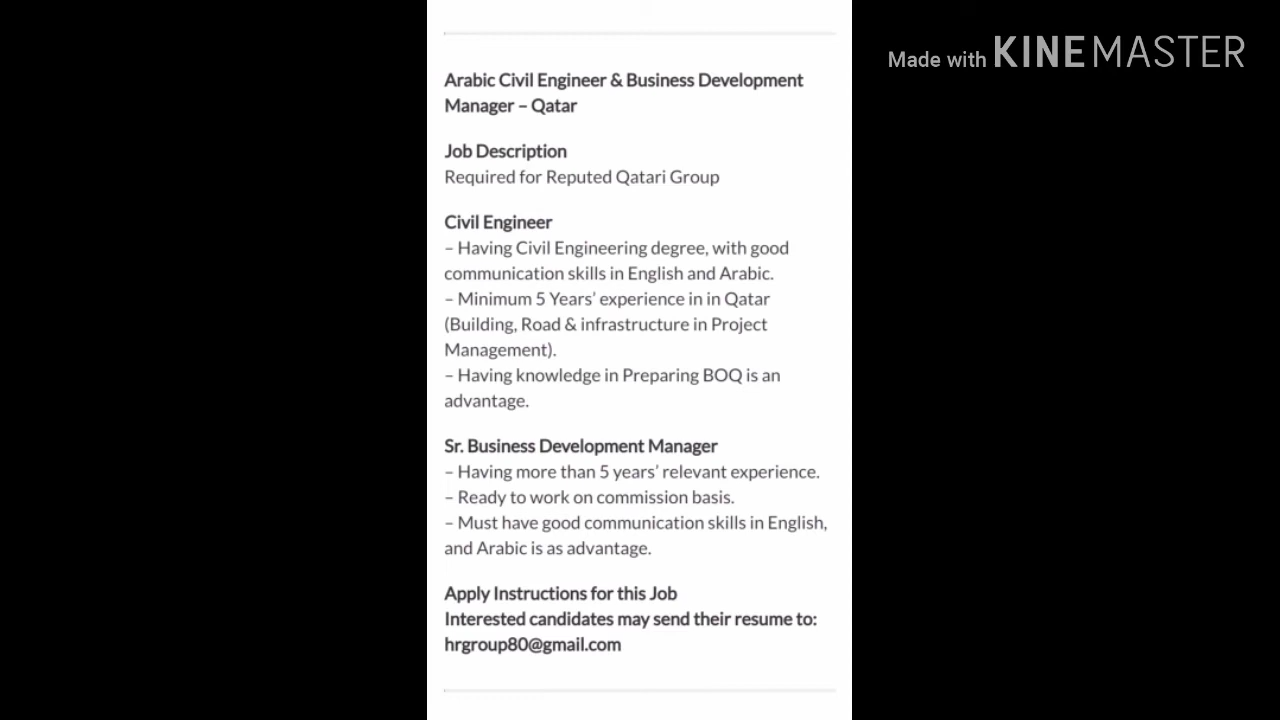 Made with KINEMASTER
Arabic Civil Engineer & Business Development
Manager – Qatar
Job Description
Required for Reputed Qatari Group
Civil Engineer
– Having Civil Engineering degree, with good
communication skills in English and Arabic.
– Minimum 5 Years’ experience in in Qatar
(Building, Road & infrastructure in Project
Management).
– Having knowledge in Preparing BOQ is an
advantage.
Sr. Business Development Manager
– Having more than 5 years’ relevant experience.
– Ready to work on commission basis.
– Must have good communication skills in English,
and Arabic is as advantage.
Apply Instructions for this Job
Interested candidates may send their resume to:
hrgroup80@gmail.com